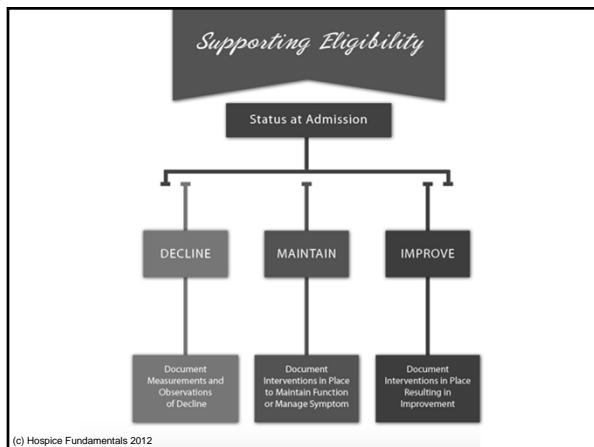 Supporting Eligibility
Status at Admission
DECLINE
MAINTAIN
IMPROVE
Document
Measurements and
Observations
of Decline
Document
Interventions in Place
to Maintain Function
or Manage Symptom
Document
Interventions in Place
Resulting in
Improvement
(c) Hospice Fundamentals 2012